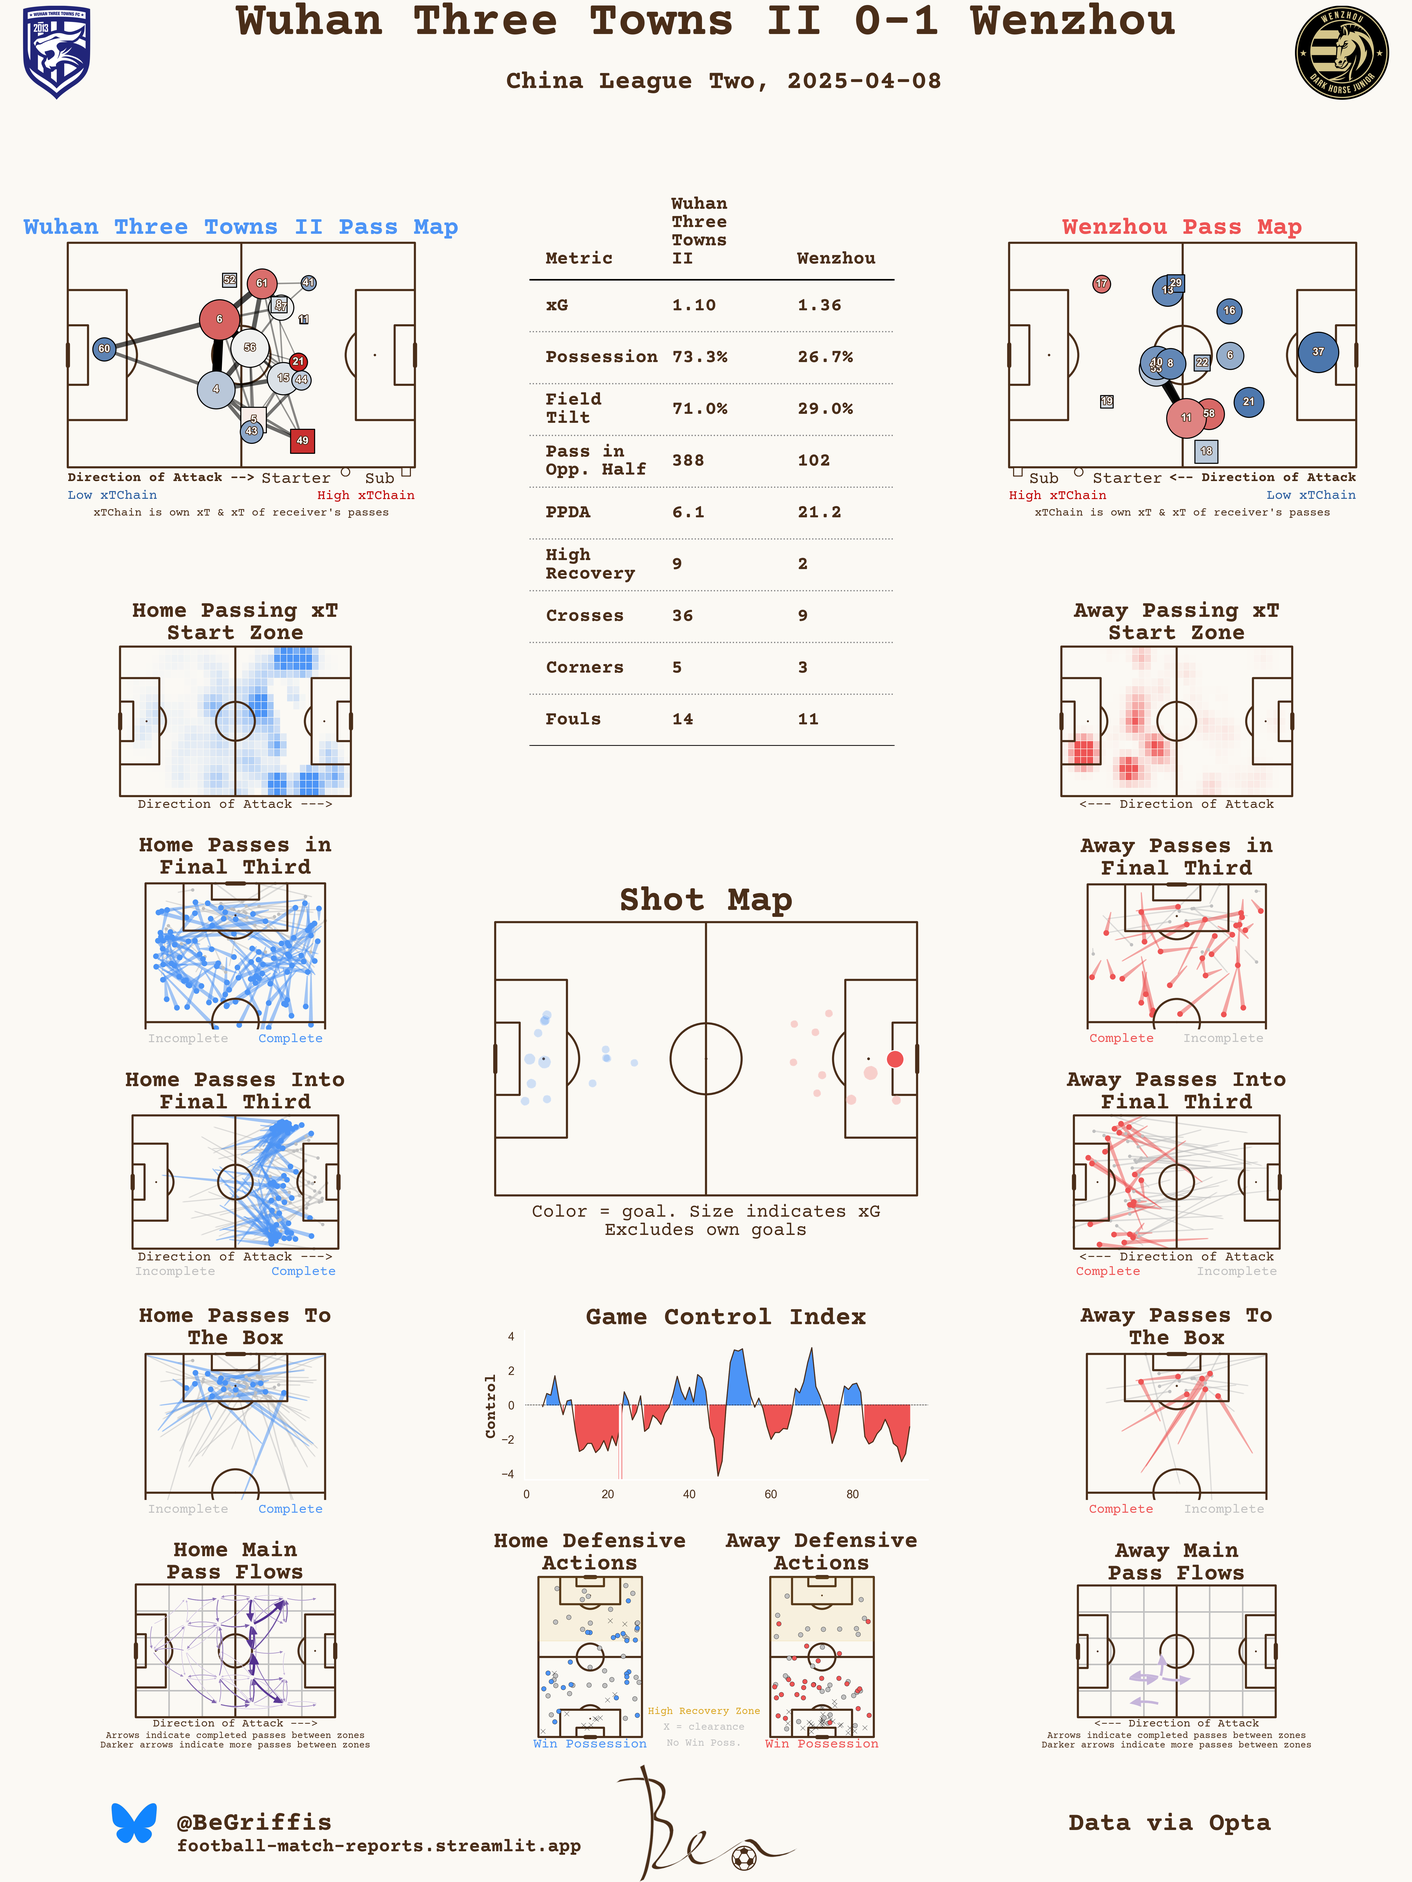 Wuhan Three Towns II 0-1 Wenzhou
China League Two, 2025-04-08
WUHAN THREE TOWNS FC
2013
WENZHOU
DARK HORSE JUNIOR
Wuhan Three Towns II Pass Map
52
61
41
8
47
11
6
60
56
21
15
44
4
5
43
49
Direction of Attack --> Starter Sub
Low xTChain High xTChain
xTChain is own xT & xT of receiver's passes
Metric Wuhan Three Towns II Wenzhou
xG 1.10 1.36
Possession 73.3% 26.7%
Field Tilt 71.0% 29.0%
Pass in Opp. Half 388 102
PPDA 6.1 21.2
High Recovery 9 2
Crosses 36 9
Corners 5 3
Fouls 14 11
Wenzhou Pass Map
17
13
29
16
40
8
22
6
37
19
11
58
21
18
Sub Starter <-- Direction of Attack
High xTChain Low xTChain
xTChain is own xT & xT of receiver's passes
Home Passing xT
Start Zone
Direction of Attack --->
Away Passing xT
Start Zone
<--- Direction of Attack
Home Passes in
Final Third
Incomplete Complete
Away Passes in
Final Third
Complete Incomplete
Shot Map
Color = goal. Size indicates xG
Excludes own goals
Home Passes Into
Final Third
Direction of Attack --->
Incomplete Complete
Away Passes Into
Final Third
<--- Direction of Attack
Complete Incomplete
Home Passes To
The Box
Incomplete Complete
Game Control Index
Control
4
2
0
−2
−4
0 20 40 60 80
Away Passes To
The Box
Complete Incomplete
Home Main
Pass Flows
Direction of Attack --->
Arrows indicate completed passes between zones
Darker arrows indicate more passes between zones
Home Defensive
Actions
Win Possession
High Recovery Zone
X = clearance
No Win Poss.
Away Defensive
Actions
Win Possession
Away Main
Pass Flows
<--- Direction of Attack
Arrows indicate completed passes between zones
Darker arrows indicate more passes between zones
@BeGriffis
football-match-reports.streamlit.app
Ben
Data via Opta